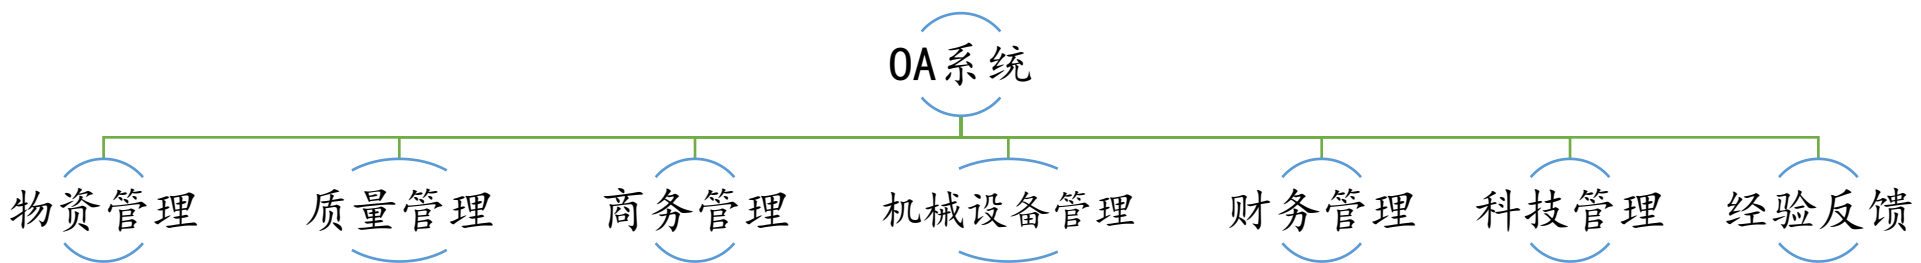 OA系统
物资管理
质量管理
商务管理
机械设备管理
财务管理
科技管理
经验反馈